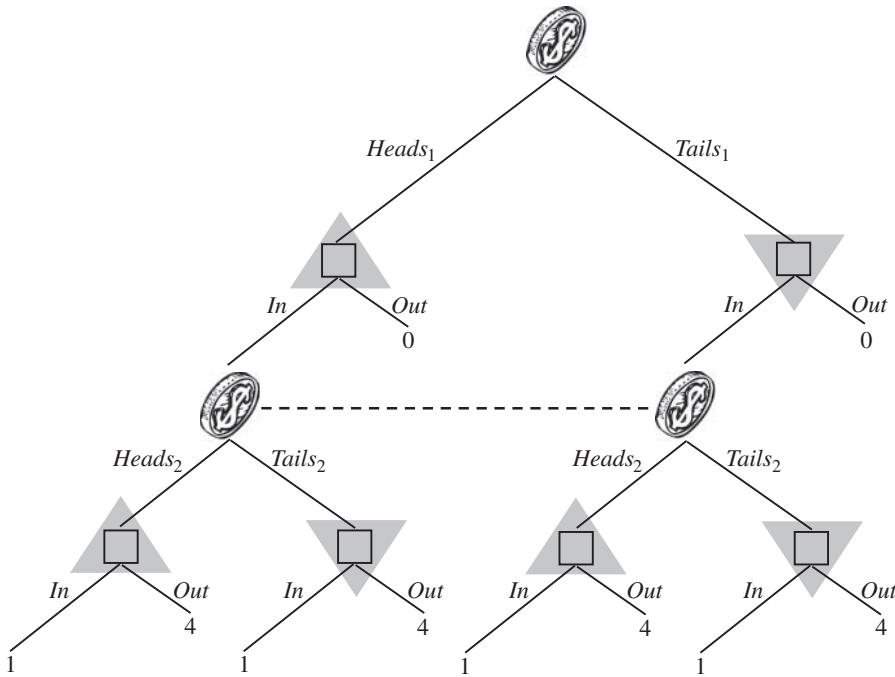 Heads1 Tails1
In Out In Out
0 0
Heads2 Tails2 Heads2 Tails2
In Out In Out In Out In Out
4 4 4 4
1 1 1 1